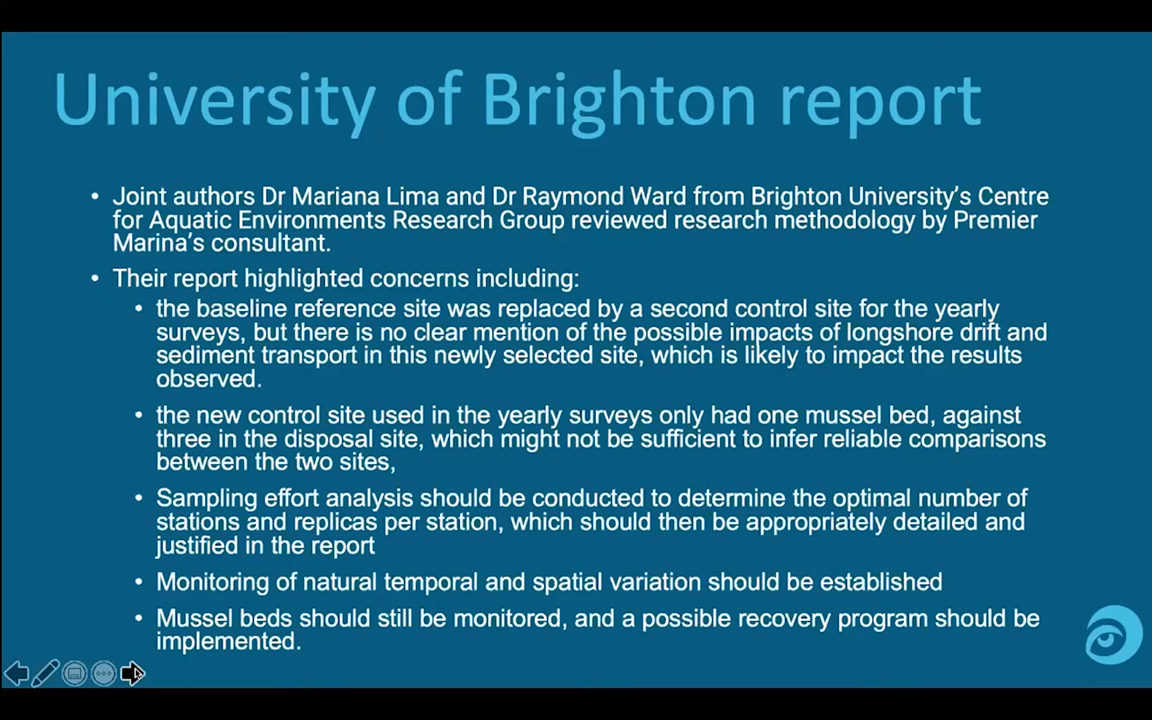 University of Brighton report
• Joint authors Dr Mariana Lima and Dr Raymond Ward from Brighton University's Centre
for Aquatic Environments Research Group reviewed research methodology by Premier
Marina's consultant.
• Their report highlighted concerns including:
• the baseline reference site was replaced by a second control site for the yearly
surveys, but there is no clear mention of the possible impacts of longshore drift and
sediment transport in this newly selected site, which is likely to impact the results
observed.
• the new control site used in the yearly surveys only had one mussel bed, against
three in the disposal site, which might not be sufficient to infer reliable comparisons
between the two sites,
• Sampling effort analysis should be conducted to determine the optimal number of
stations and replicas per station, which should then be appropriately detailed and
justified in the report
• Monitoring of natural temporal and spatial variation should be established
• Mussel beds should still be monitored, and a possible recovery program should be
implemented.